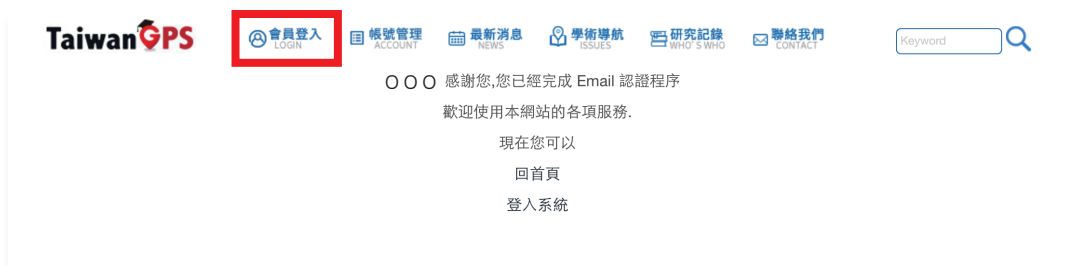 TaiwanGPS
會員登入
LOGIN
帳號管理
ACCOUNT
最新消息
NEWS
學術導航
ISSUES
研究記錄
WHO'S WHO
聯絡我們
CONTACT
Keyword
ＯＯＯ 感謝您,您已經完成 Email 認證程序
歡迎使用本網站的各項服務.
現在您可以
回首頁
登入系統